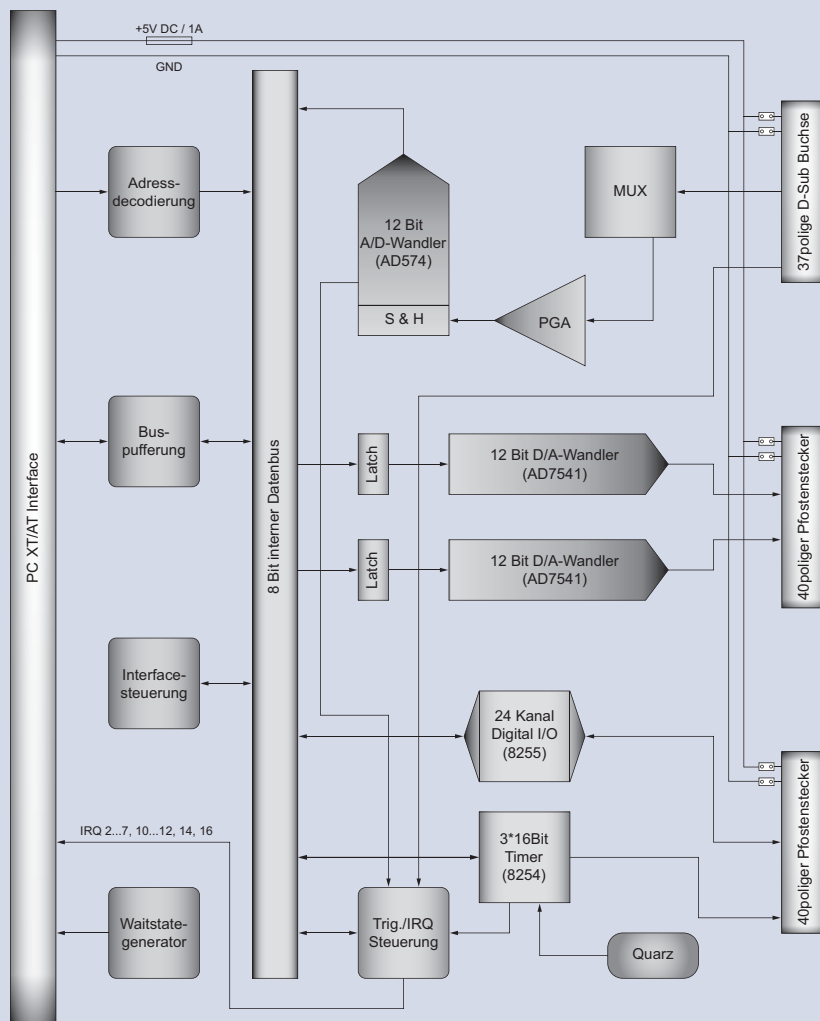 +5V DC / 1A
GND
PC XT/AT Interface
Adress-
decodierung
Bus-
pufferung
Interface-
steuerung
IRQ 2...7, 10...12, 14, 16
Waitstate-
generator
8 Bit interner Datenbus
12 Bit
A/D-Wandler
(AD574)
S & H
PGA
MUX
37polige D-Sub Buchse
Latch
12 Bit D/A-Wandler
(AD7541)
Latch
12 Bit D/A-Wandler
(AD7541)
40poliger Pfostenstecker
24 Kanal
Digital I/O
(8255)
3*16Bit
Timer
(8254)
Trig./IRQ
Steuerung
Quarz
40poliger Pfostenstecker